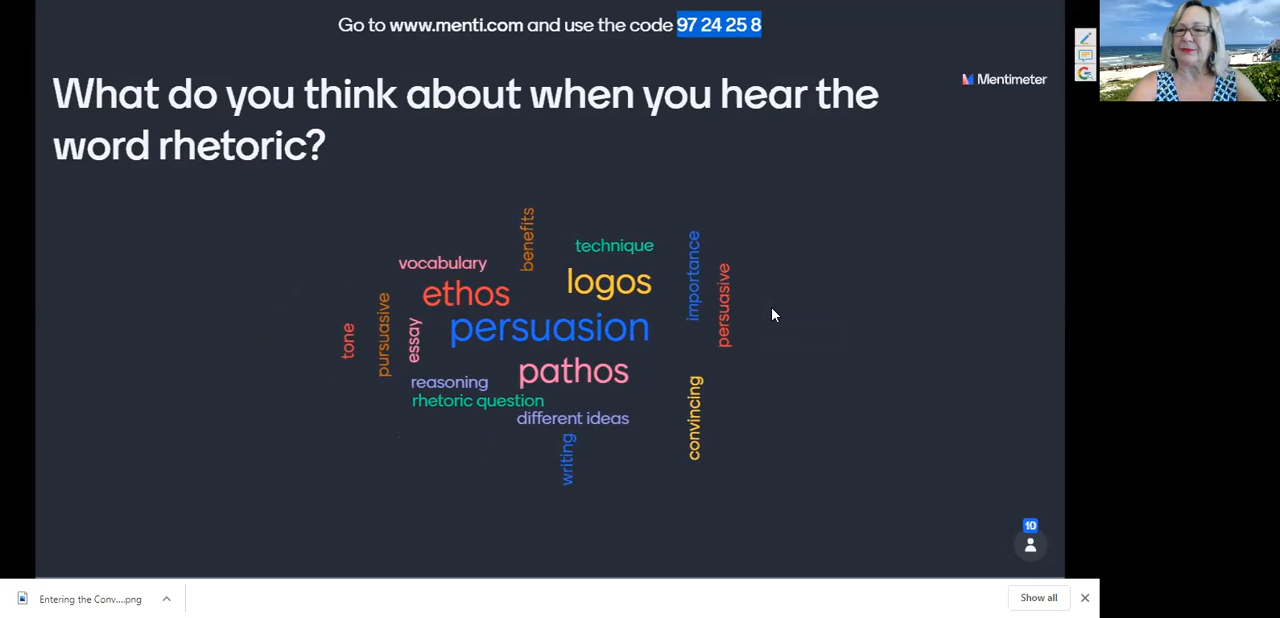 Go to www.menti.com and use the code 97 24 25 8
Mentimeter
What do you think about when you hear the
word rhetoric?
benefits
technique
importance
vocabulary
persuasive
ethos
logos
pursuasive
tone
essay
persuasion
pathos
reasoning
rhetoric question
different ideas
convincing
writing
10
Entering the Conv....png
Show all